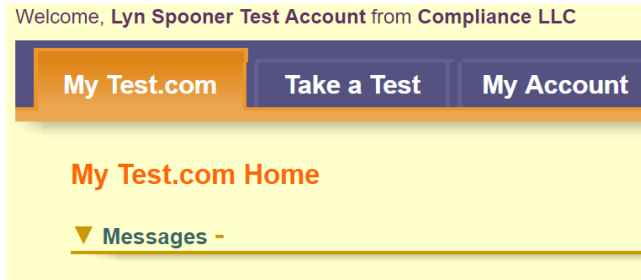 Welcome, Lyn Spooner Test Account from Compliance LLC
My Test.com Take a Test My Account
My Test.com Home
Messages -